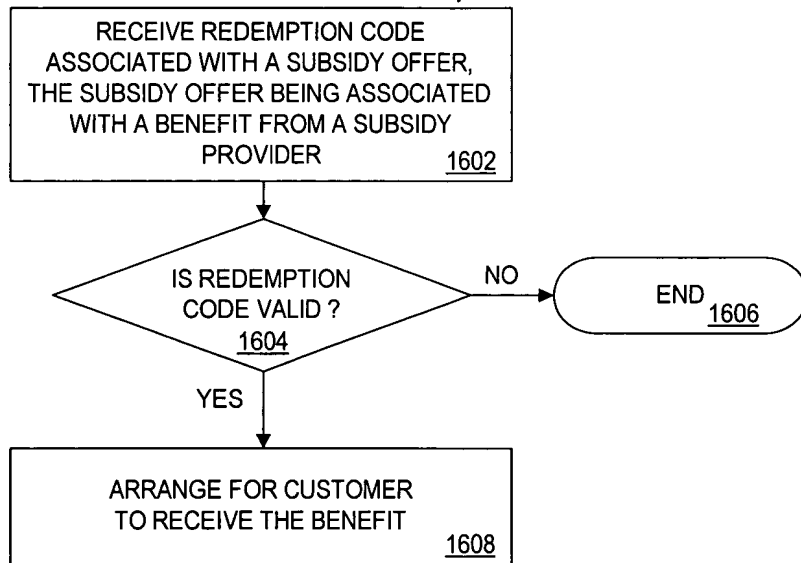 RECEIVE REDEMPTION CODE
ASSOCIATED WITH A SUBSIDY OFFER,
THE SUBSIDY OFFER BEING ASSOCIATED
WITH A BENEFIT FROM A SUBSIDY
PROVIDER
1602
IS REDEMPTION
CODE VALID ?
1604
NO
END
1606
YES
ARRANGE FOR CUSTOMER
TO RECEIVE THE BENEFIT
1608